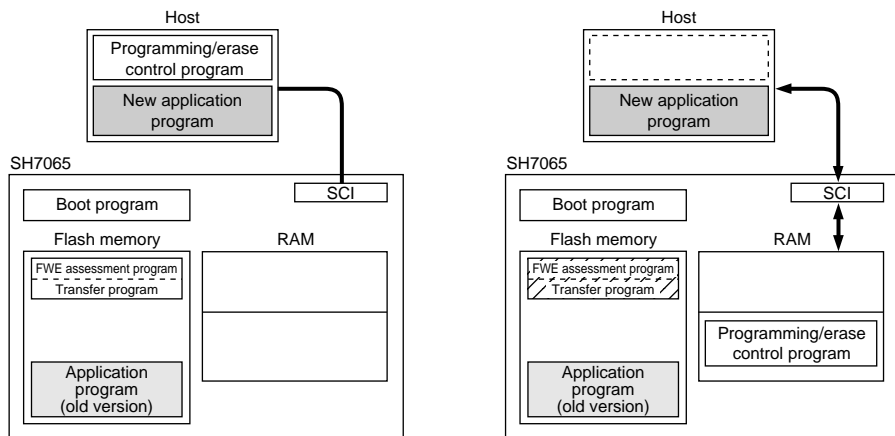 Host
Programming/erase
control program
New application
program
SH7065
SCI
Boot program
Flash memory
RAM
FWE assessment program
Transfer program
Application
program
(old version)
Host
New application
program
SH7065
SCI
Boot program
Flash memory
RAM
FWE assessment program
Transfer program
Programming/erase
control program
Application
program
(old version)